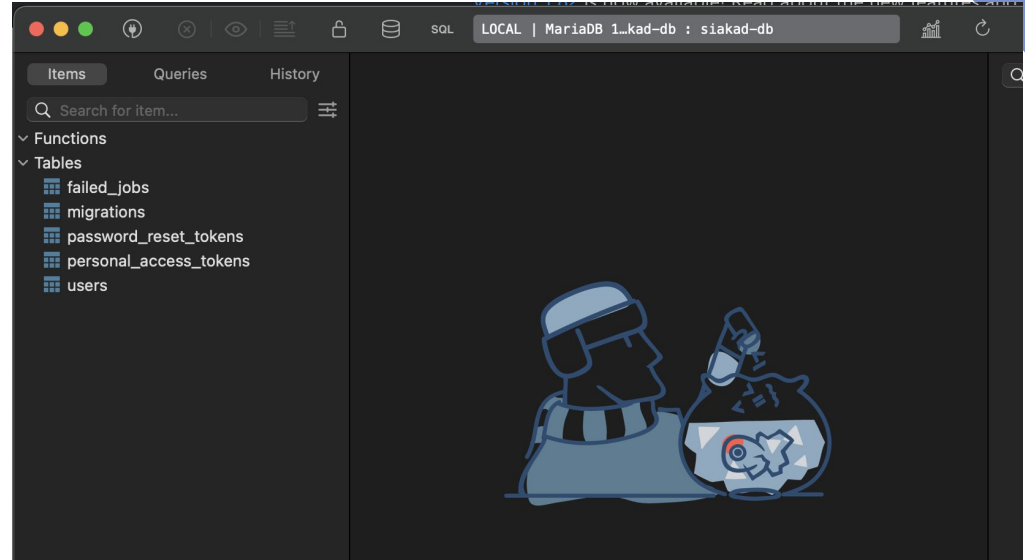 SQL
LOCAL | MariaDB 1…kad-db : siakad-db
Items
Queries
History
Search for item...
Functions
Tables
failed_jobs
migrations
password_reset_tokens
personal_access_tokens
users